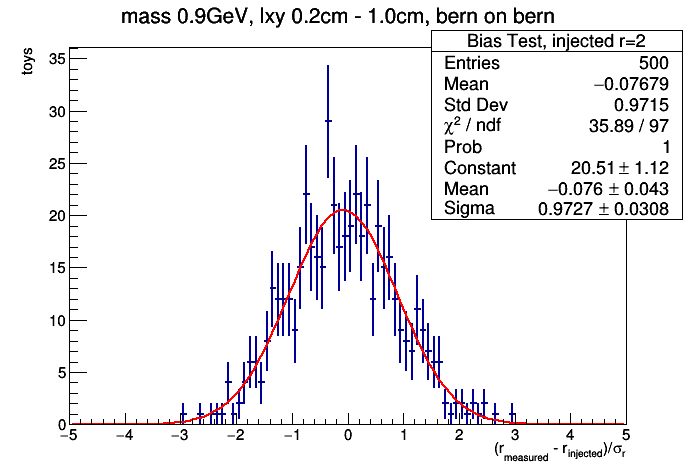 mass 0.9GeV, lxy 0.2cm - 1.0cm, bern on bern
Bias Test, injected r=2
Entries 500
Mean −0.07679
Std Dev 0.9715
χ² / ndf 35.89 / 97
Prob 1
Constant 20.51 ± 1.12
Mean −0.076 ± 0.043
Sigma 0.9727 ± 0.0308
toys
35
30
25
20
15
10
5
0
−5 −4 −3 −2 −1 0 1 2 3 4 5
(r_measured - r_injected)/σ_r